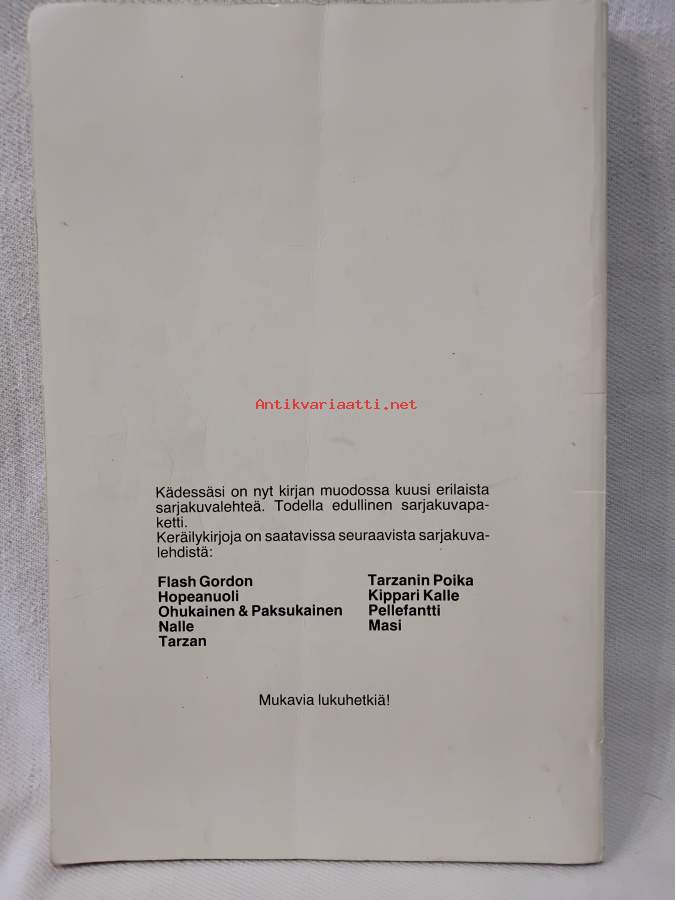 Antikvariaatti.net
Kädessäsi on nyt kirjan muodossa kuusi erilaista
sarjakuvalehteä. Todella edullinen sarjakuvapa-
ketti.
Keräilykirjoja on saatavissa seuraavista sarjakuva-
lehdistä:
Flash Gordon
Hopeanuoli
Ohukainen & Paksukainen
Nalle
Tarzan
Tarzanin Poika
Kippari Kalle
Pellefantti
Masi
Mukavia lukuhetkiä!